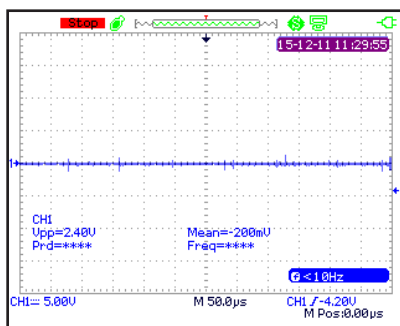 Stop
15-12-11 11:29:55
1
CH1
Vpp=2.40V Mean=-200mV
Prd=**** Freq=****
f <10Hz
CH1 5.00V M 50.0µs CH1 -4.20V
M Pos:0.00µs